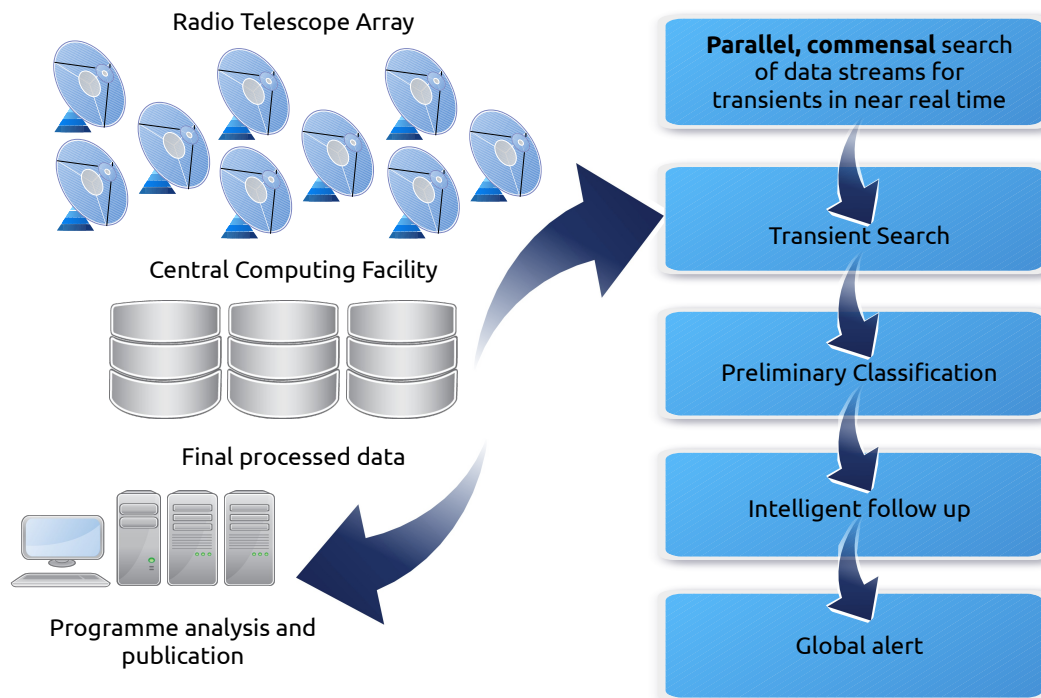 Radio Telescope Array
Central Computing Facility
Final processed data
Programme analysis and
publication
Parallel, commensal search
of data streams for
transients in near real time
Transient Search
Preliminary Classification
Intelligent follow up
Global alert